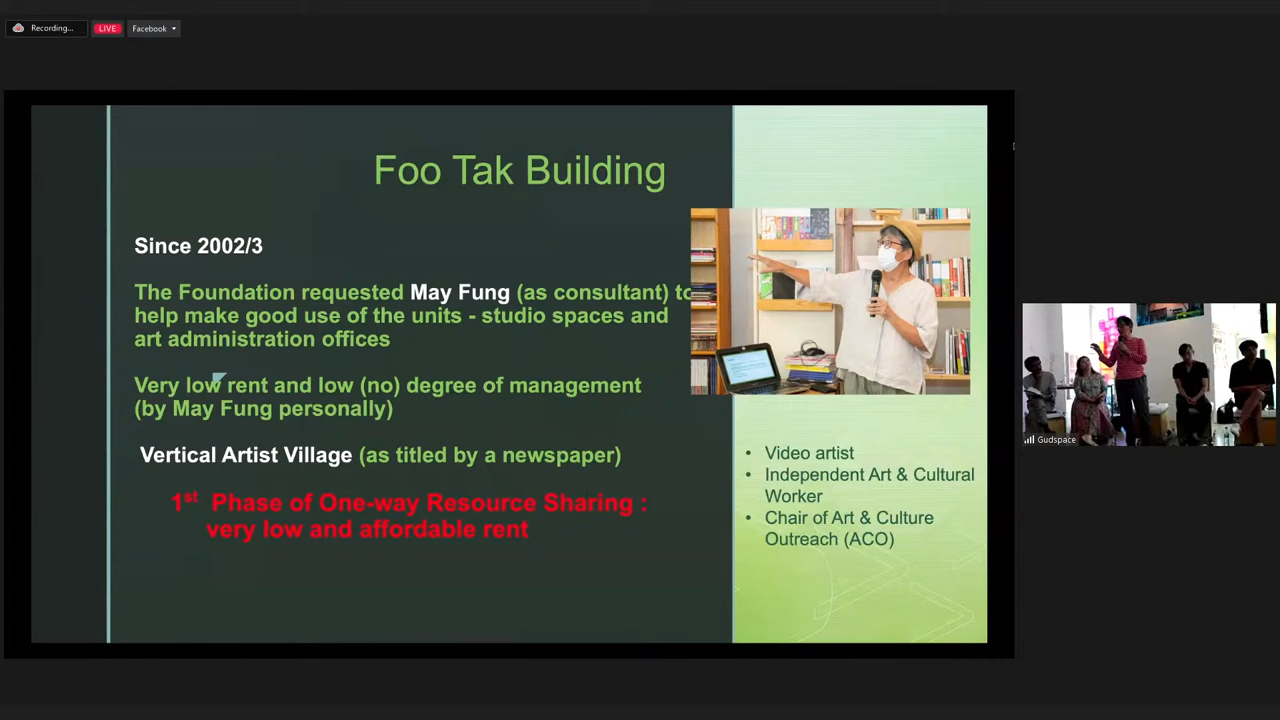 Recording...
LIVE
Facebook
Foo Tak Building
Since 2002/3
The Foundation requested May Fung (as consultant) to
help make good use of the units - studio spaces and
art administration offices
Very low rent and low (no) degree of management
(by May Fung personally)
Vertical Artist Village (as titled by a newspaper)
1st Phase of One-way Resource Sharing :
very low and affordable rent
• Video artist
• Independent Art & Cultural
Worker
• Chair of Art & Culture
Outreach (ACO)
Gudspace